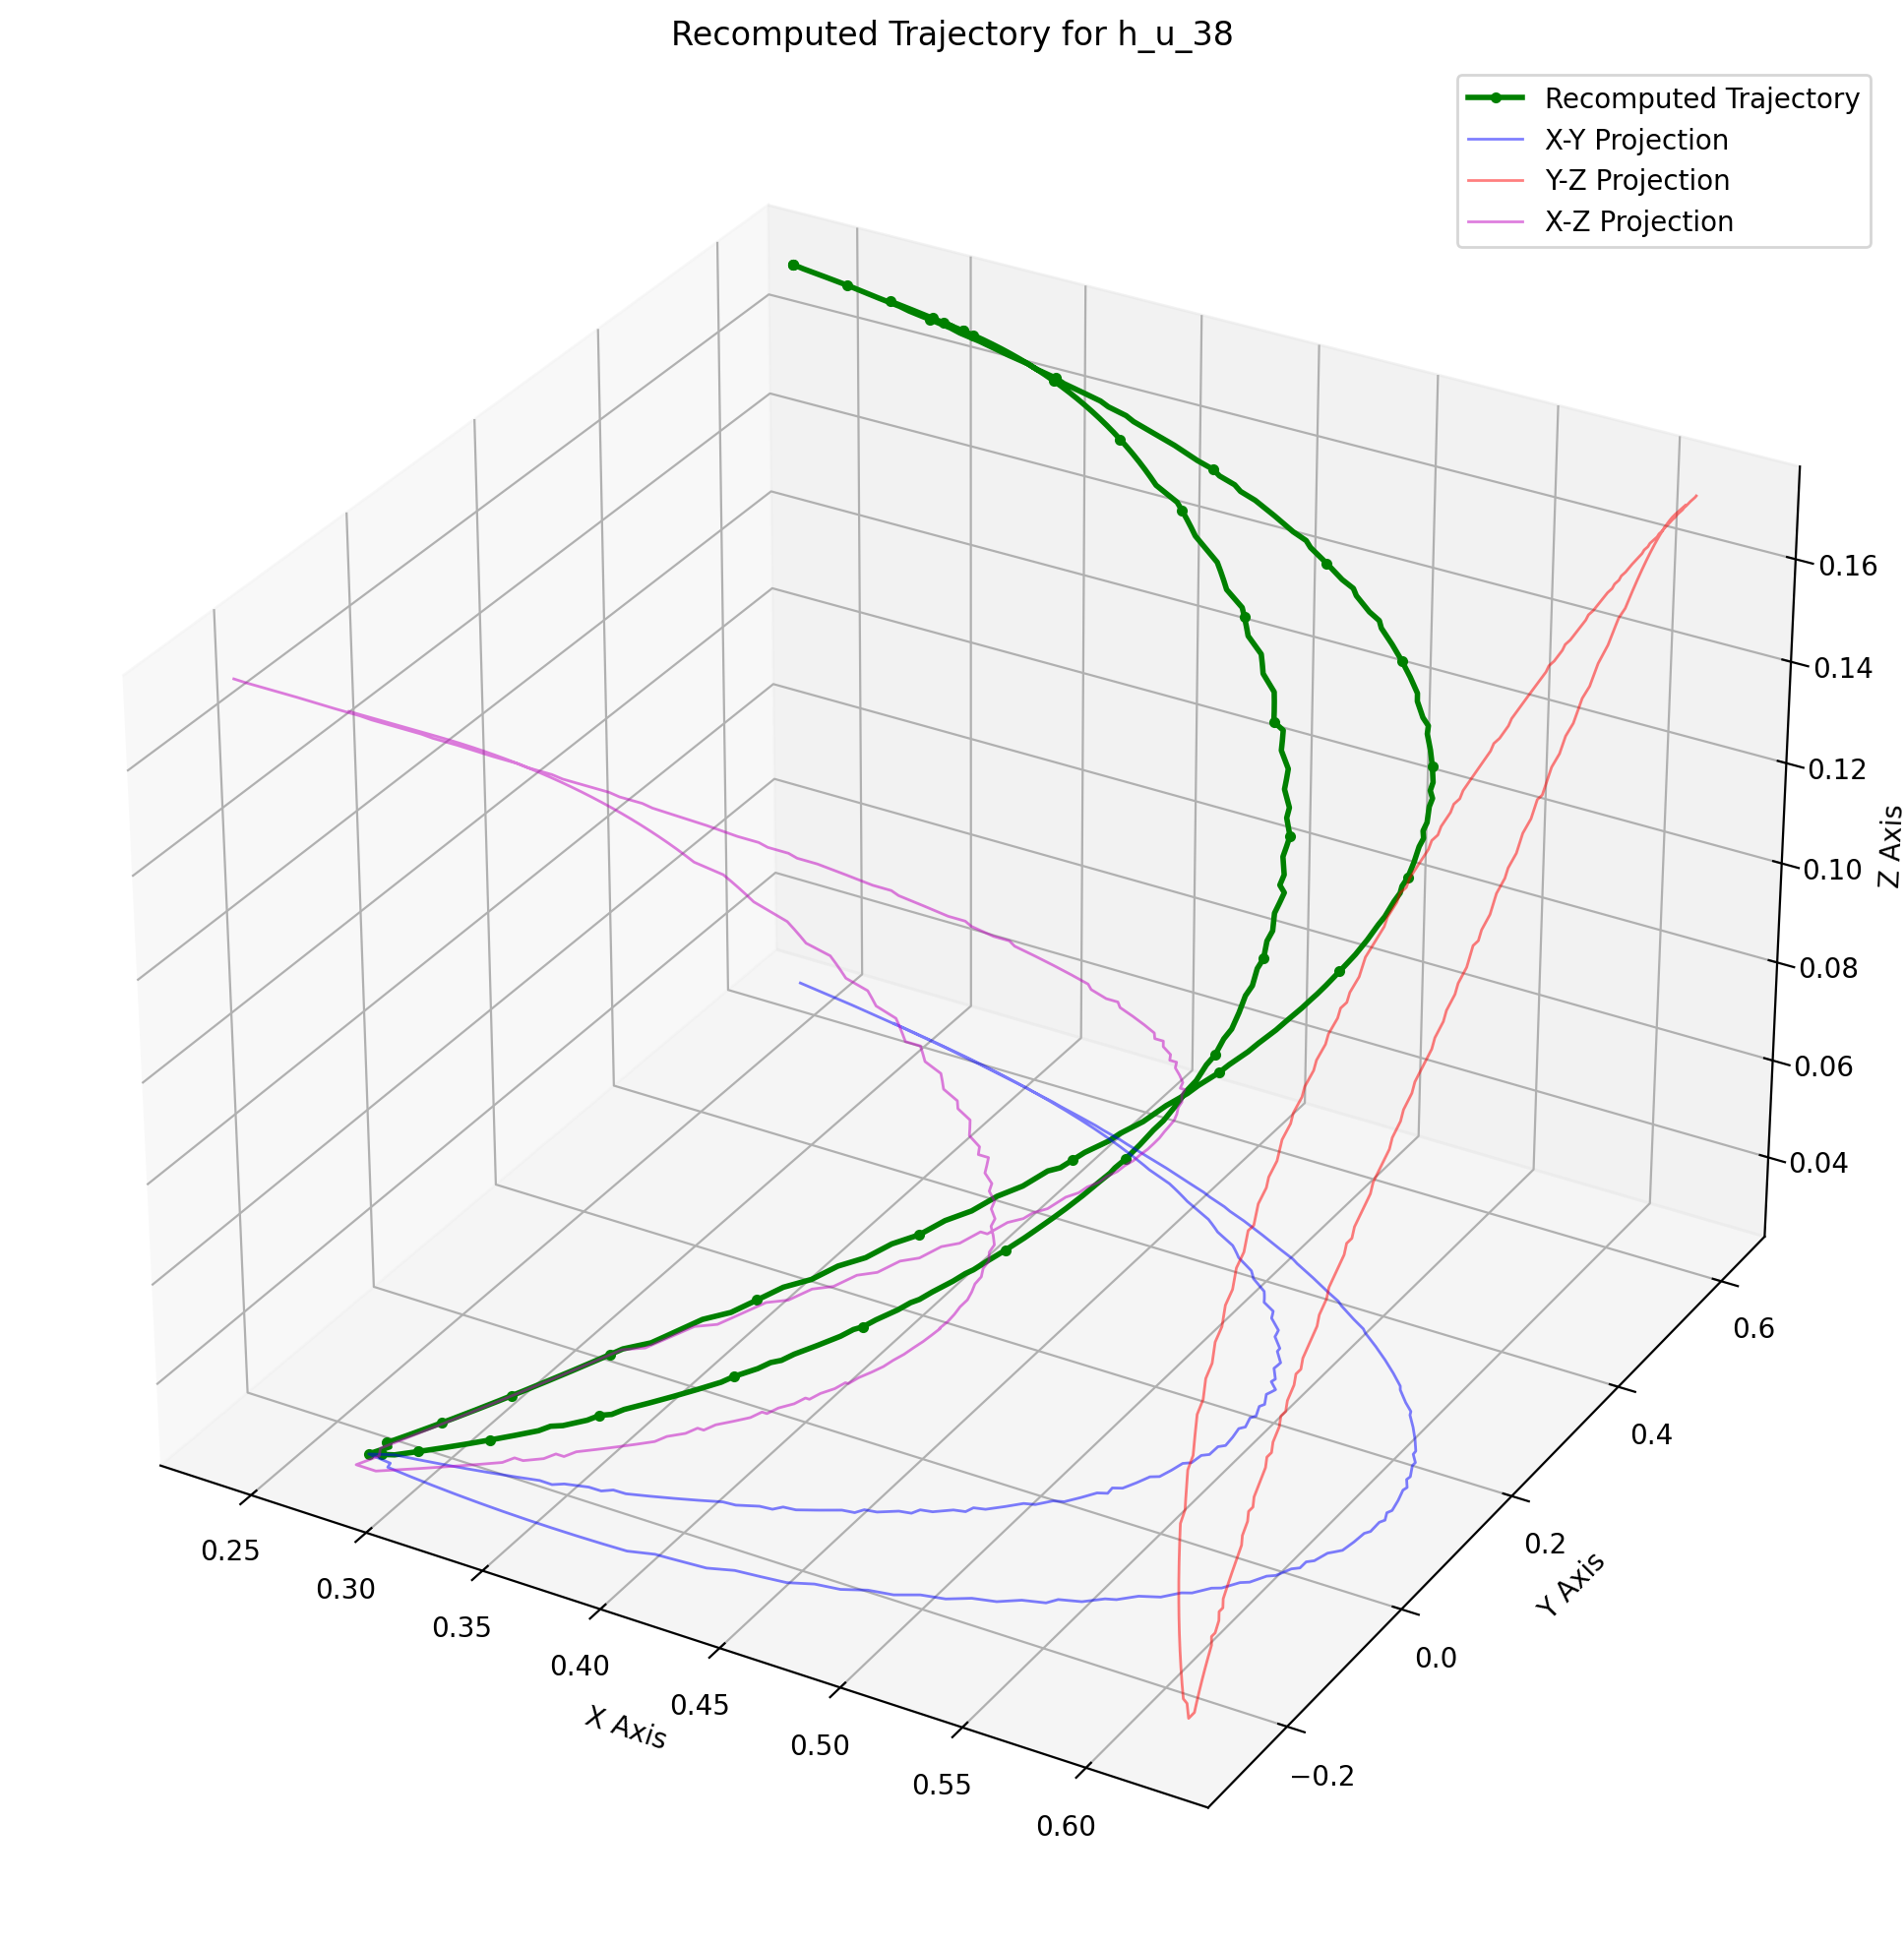 Recomputed Trajectory for h_u_38
Recomputed Trajectory
X-Y Projection
Y-Z Projection
X-Z Projection
0.16
0.14
0.12
0.10
0.08
0.06
0.04
Z Axis
0.6
0.4
0.2
0.0
−0.2
Y Axis
0.25
0.30
0.35
0.40
0.45
0.50
0.55
0.60
X Axis